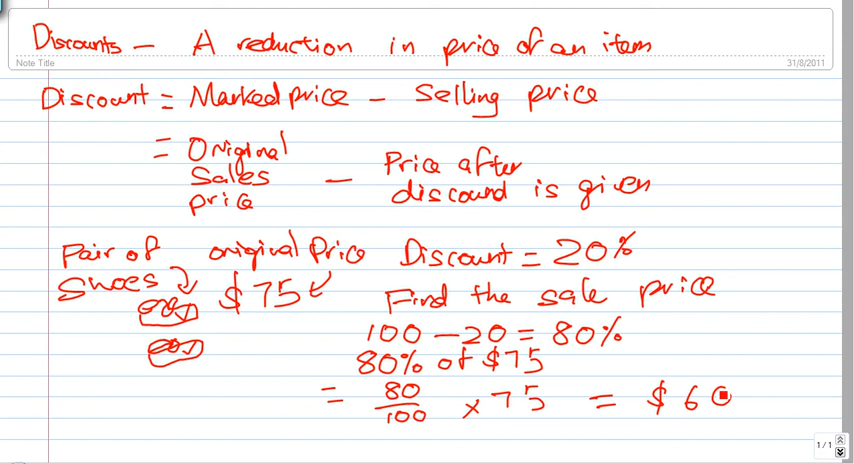 Discounts – A reduction in price of an item
Note Title 31/8/2011
Discount = Marked price – Selling price
= Original Sales price – Price after discound is given
Pair of Shoes original Price $75 Discount = 20%
Find the sale price
100 – 20 = 80%
80% of $75
= 80/100 × 75 = $60
1/1